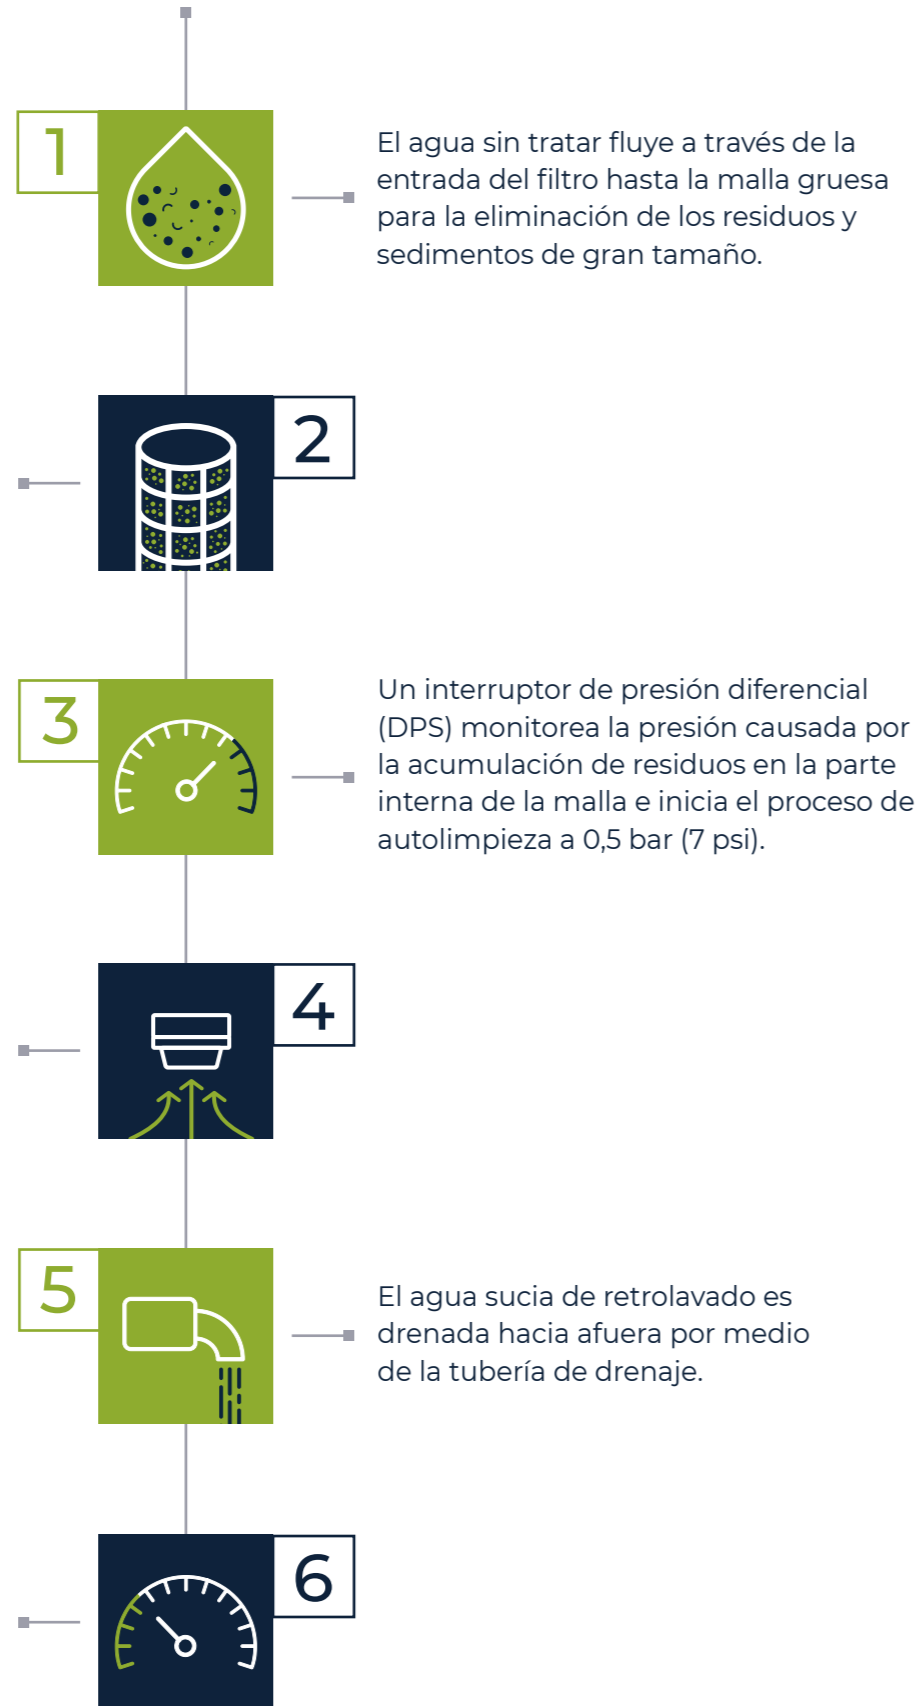 1
El agua sin tratar fluye a través de la
entrada del filtro hasta la malla gruesa
para la eliminación de los residuos y
sedimentos de gran tamaño.
2
3
Un interruptor de presión diferencial
(DPS) monitorea la presión causada por
la acumulación de residuos en la parte
interna de la malla e inicia el proceso de
autolimpieza a 0,5 bar (7 psi).
4
5
El agua sucia de retrolavado es
drenada hacia afuera por medio
de la tubería de drenaje.
6